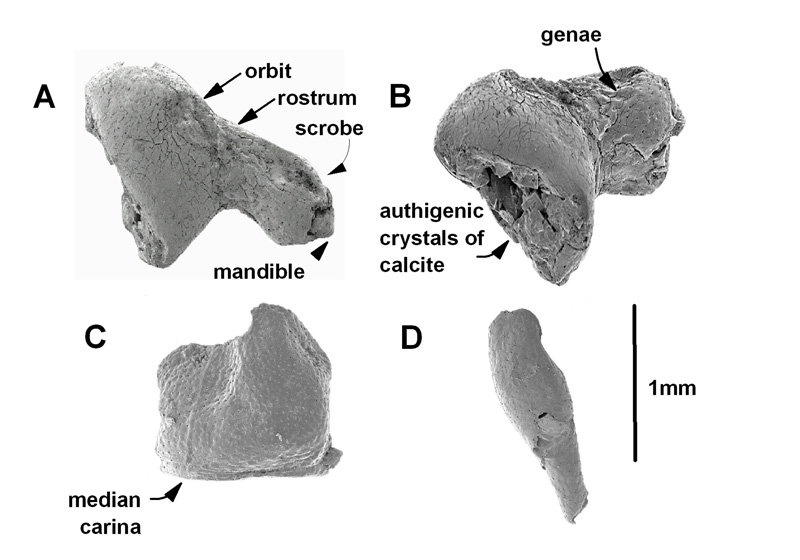 A
orbit
rostrum
scrobe
mandible
B
genae
authigenic
crystals of
calcite
C
median
carina
D
1mm